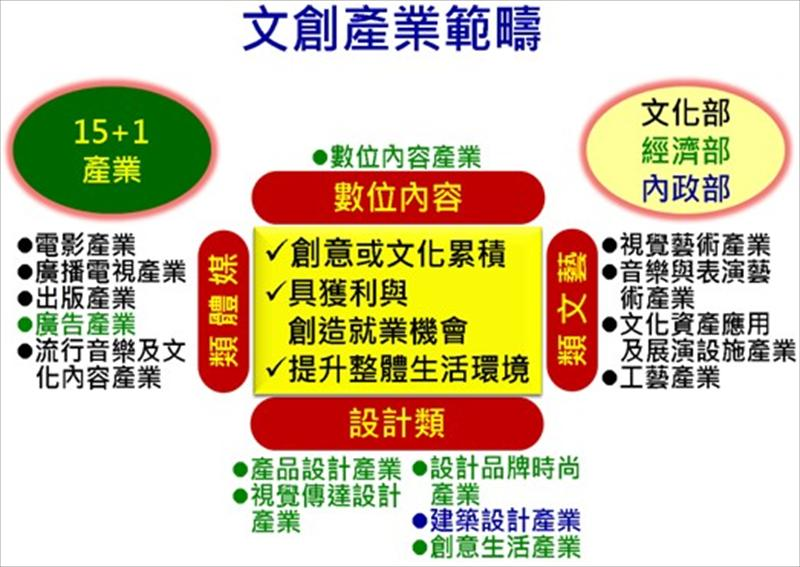 文創產業範疇
15+1
產業
文化部
經濟部
內政部
●數位內容產業
數位內容
●電影產業
●廣播電視產業
●出版產業
●廣告產業
●流行音樂及文
化內容產業
媒體類
✓創意或文化累積
✓具獲利與
創造就業機會
✓提升整體生活環境
藝文類
●視覺藝術產業
●音樂與表演藝
術產業
●文化資產應用
及展演設施產業
●工藝產業
設計類
●產品設計產業
●視覺傳達設計
產業
●設計品牌時尚
產業
●建築設計產業
●創意生活產業